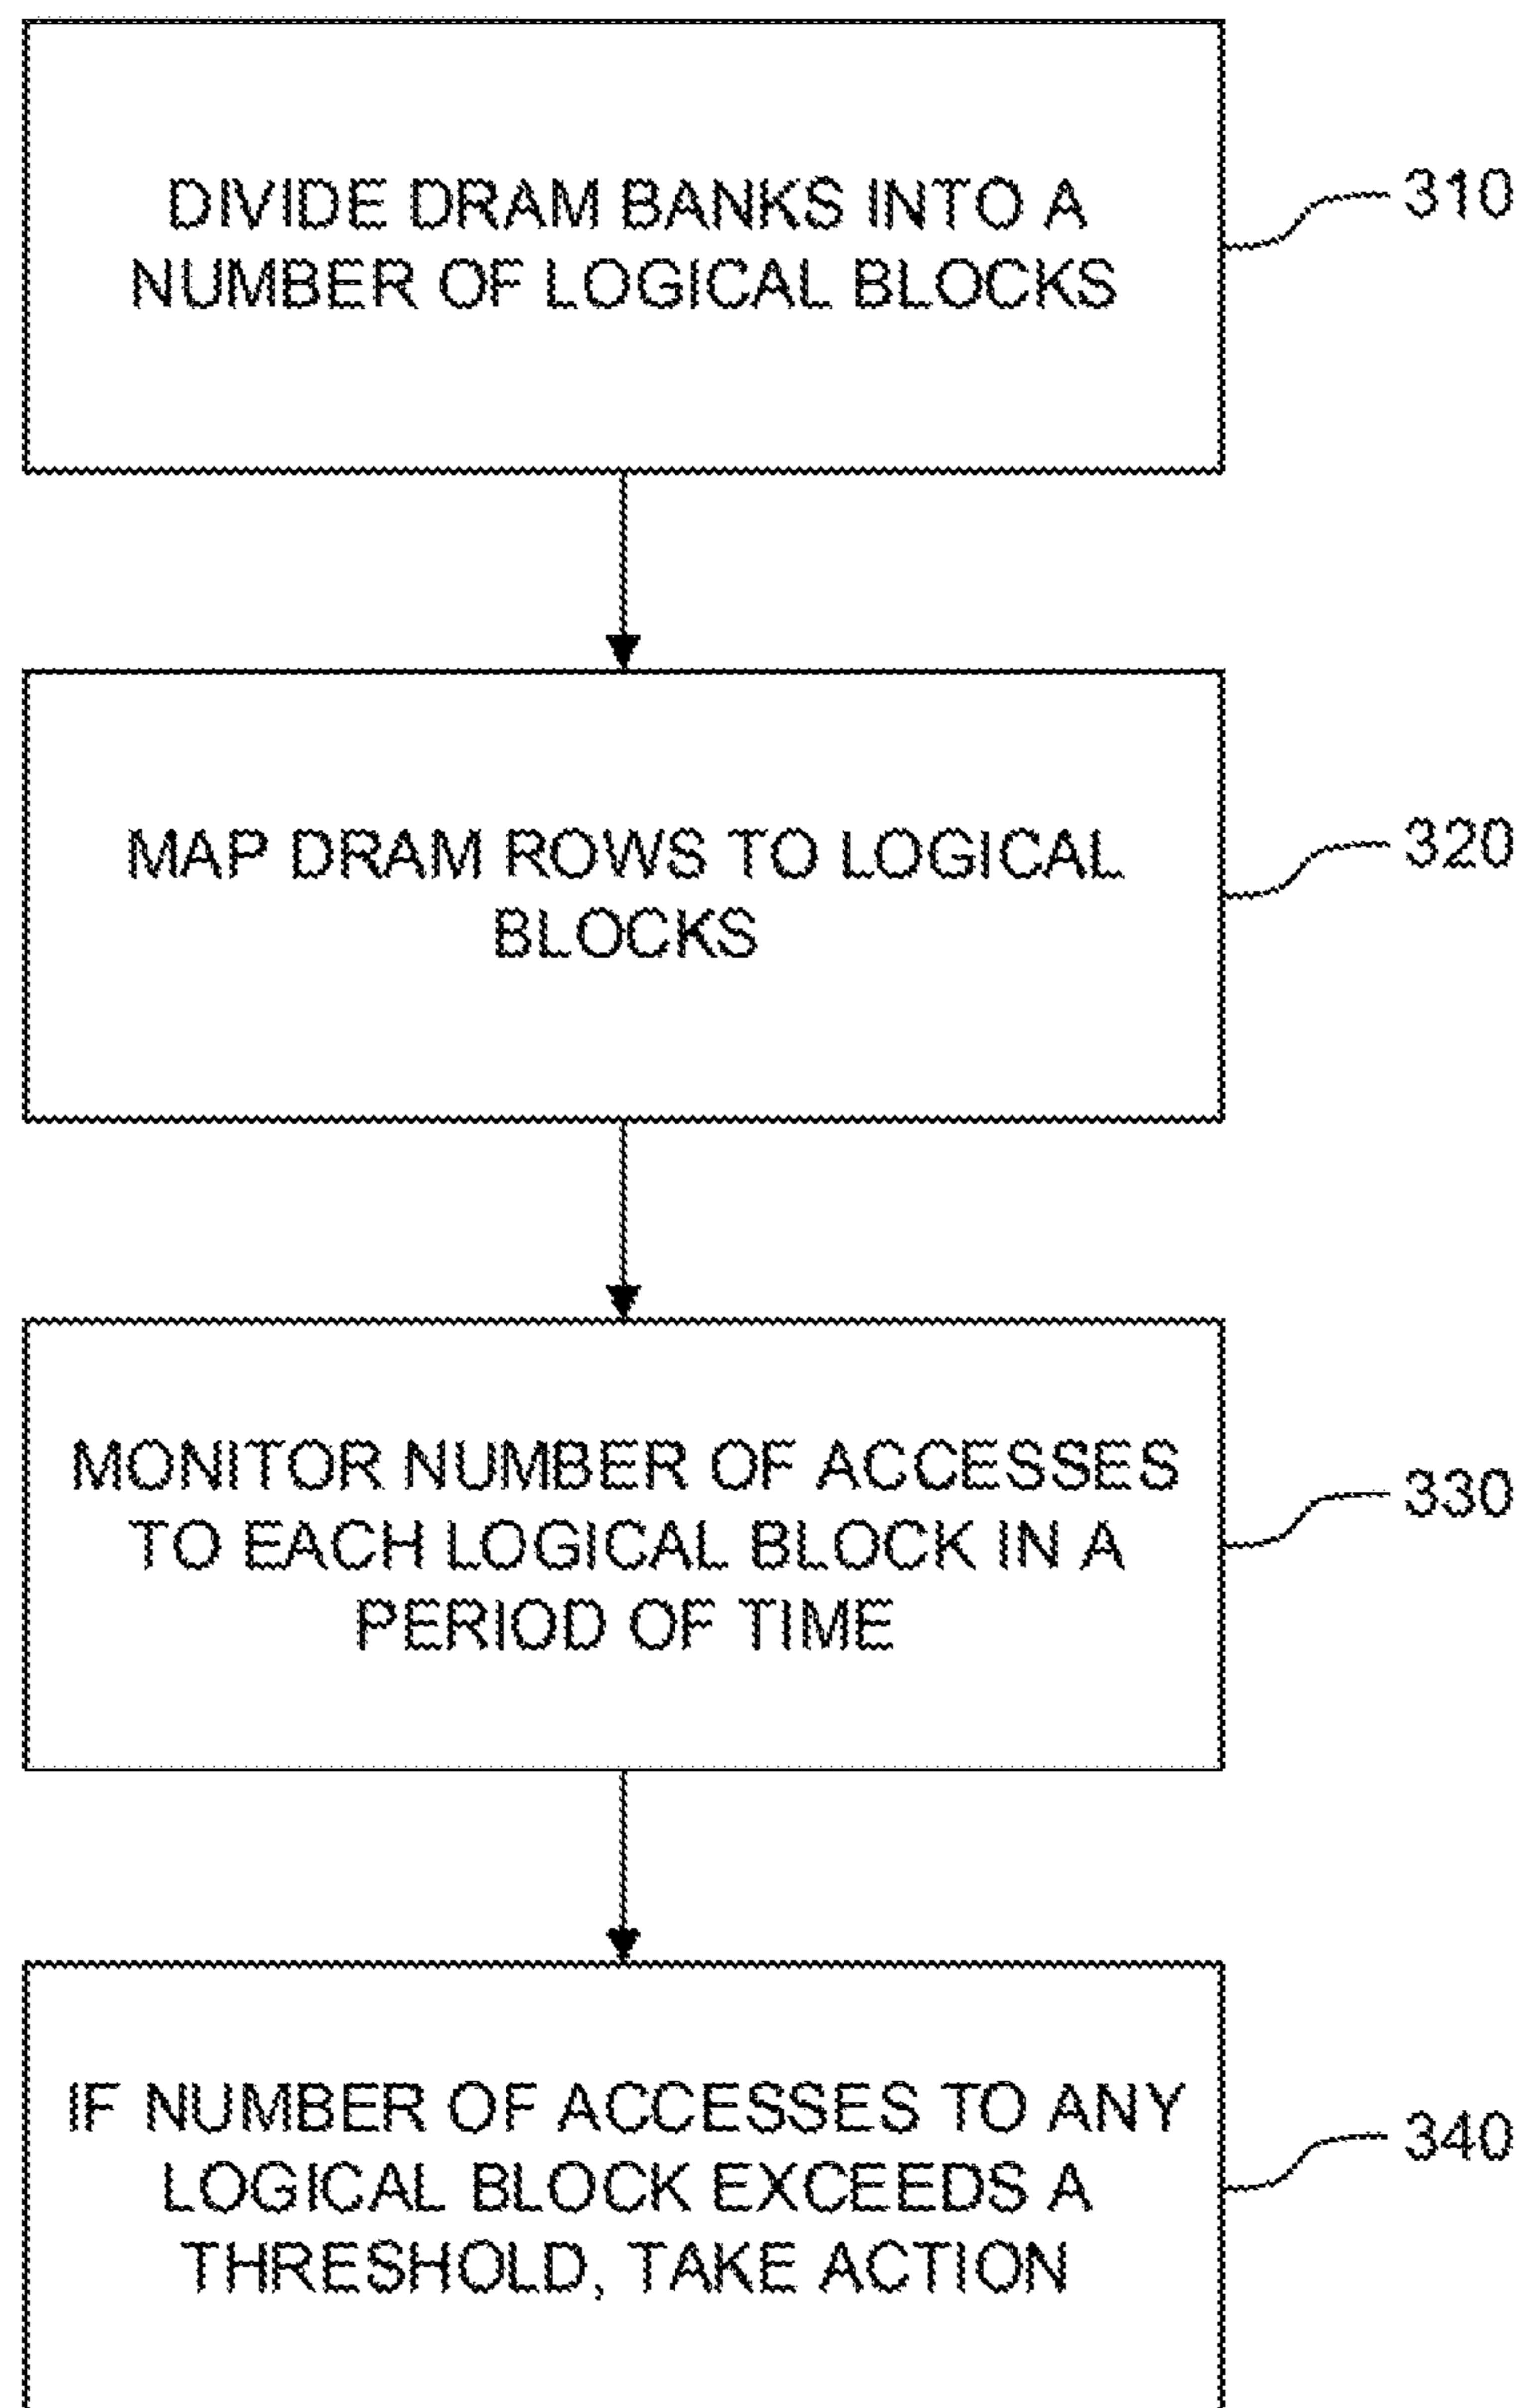 DIVIDE DRAM BANKS INTO A
NUMBER OF LOGICAL BLOCKS
310
MAP DRAM ROWS TO LOGICAL
BLOCKS
320
MONITOR NUMBER OF ACCESSES
TO EACH LOGICAL BLOCK IN A
PERIOD OF TIME
330
IF NUMBER OF ACCESSES TO ANY
LOGICAL BLOCK EXCEEDS A
THRESHOLD, TAKE ACTION
340